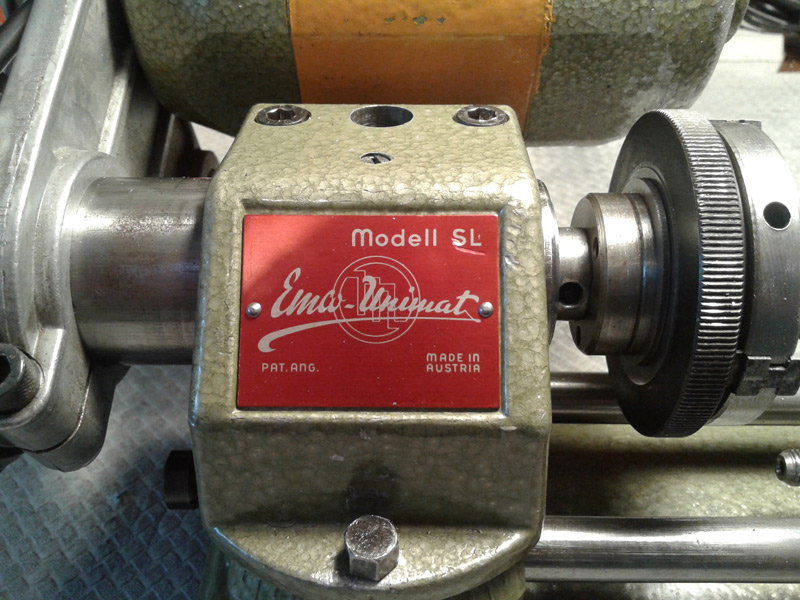 Modell SL
Emco-Unimat
PAT. ANG.
MADE IN
AUSTRIA